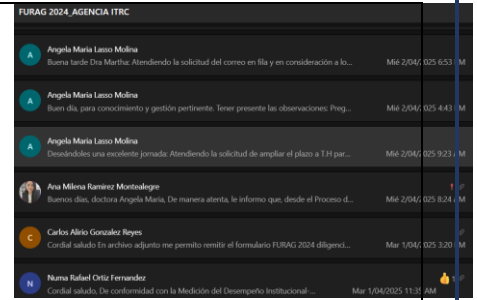 FURAG 2024_AGENCIA ITRC
A
Angela Maria Lasso Molina
Buena tarde Dra Martha: Atendiendo la solicitud del correo en fila y en consideración a lo... Mié 2/04/2025 6:53 PM
A
Angela Maria Lasso Molina
Buen día, para conocimiento y gestión pertinente. Tener presente las observaciones: Preg... Mié 2/04/2025 4:43 PM
A
Angela Maria Lasso Molina
Deseándoles una excelente jornada: Atendiendo la solicitud de ampliar el plazo a T.H par... Mié 2/04/2025 9:23 AM
Ana Milena Ramirez Montealegre
Buenos días, doctora Angela María, De manera atenta, le informo que, desde el Proceso d... Mié 2/04/2025 8:24 AM
C
Carlos Alirio Gonzalez Reyes
Cordial saludo En archivo adjunto me permito remitir el formulario FURAG 2024 diligenci... Mar 1/04/2025 3:20 PM
N
Numa Rafael Ortiz Fernandez
Cordial saludo, De conformidad con la Medición del Desempeño Institucional-... Mar 1/04/2025 11:35 AM